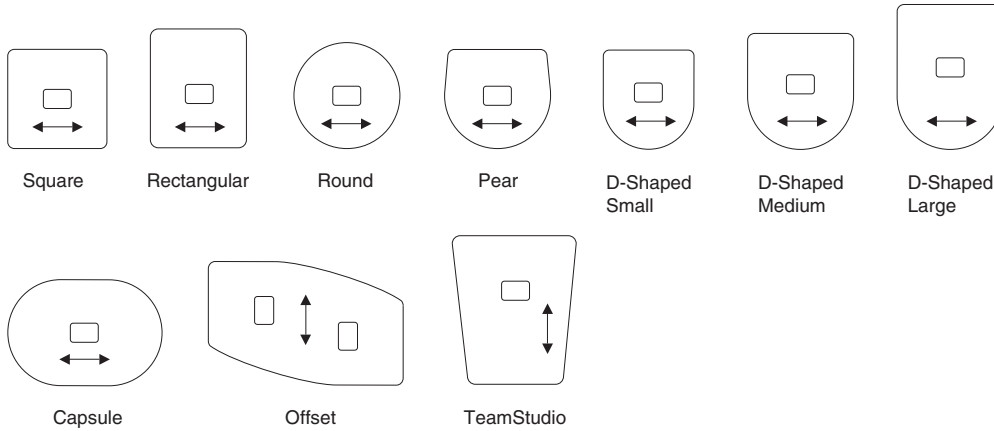 Square
Rectangular
Round
Pear
D-Shaped
Small
D-Shaped
Medium
D-Shaped
Large
Capsule
Offset
TeamStudio